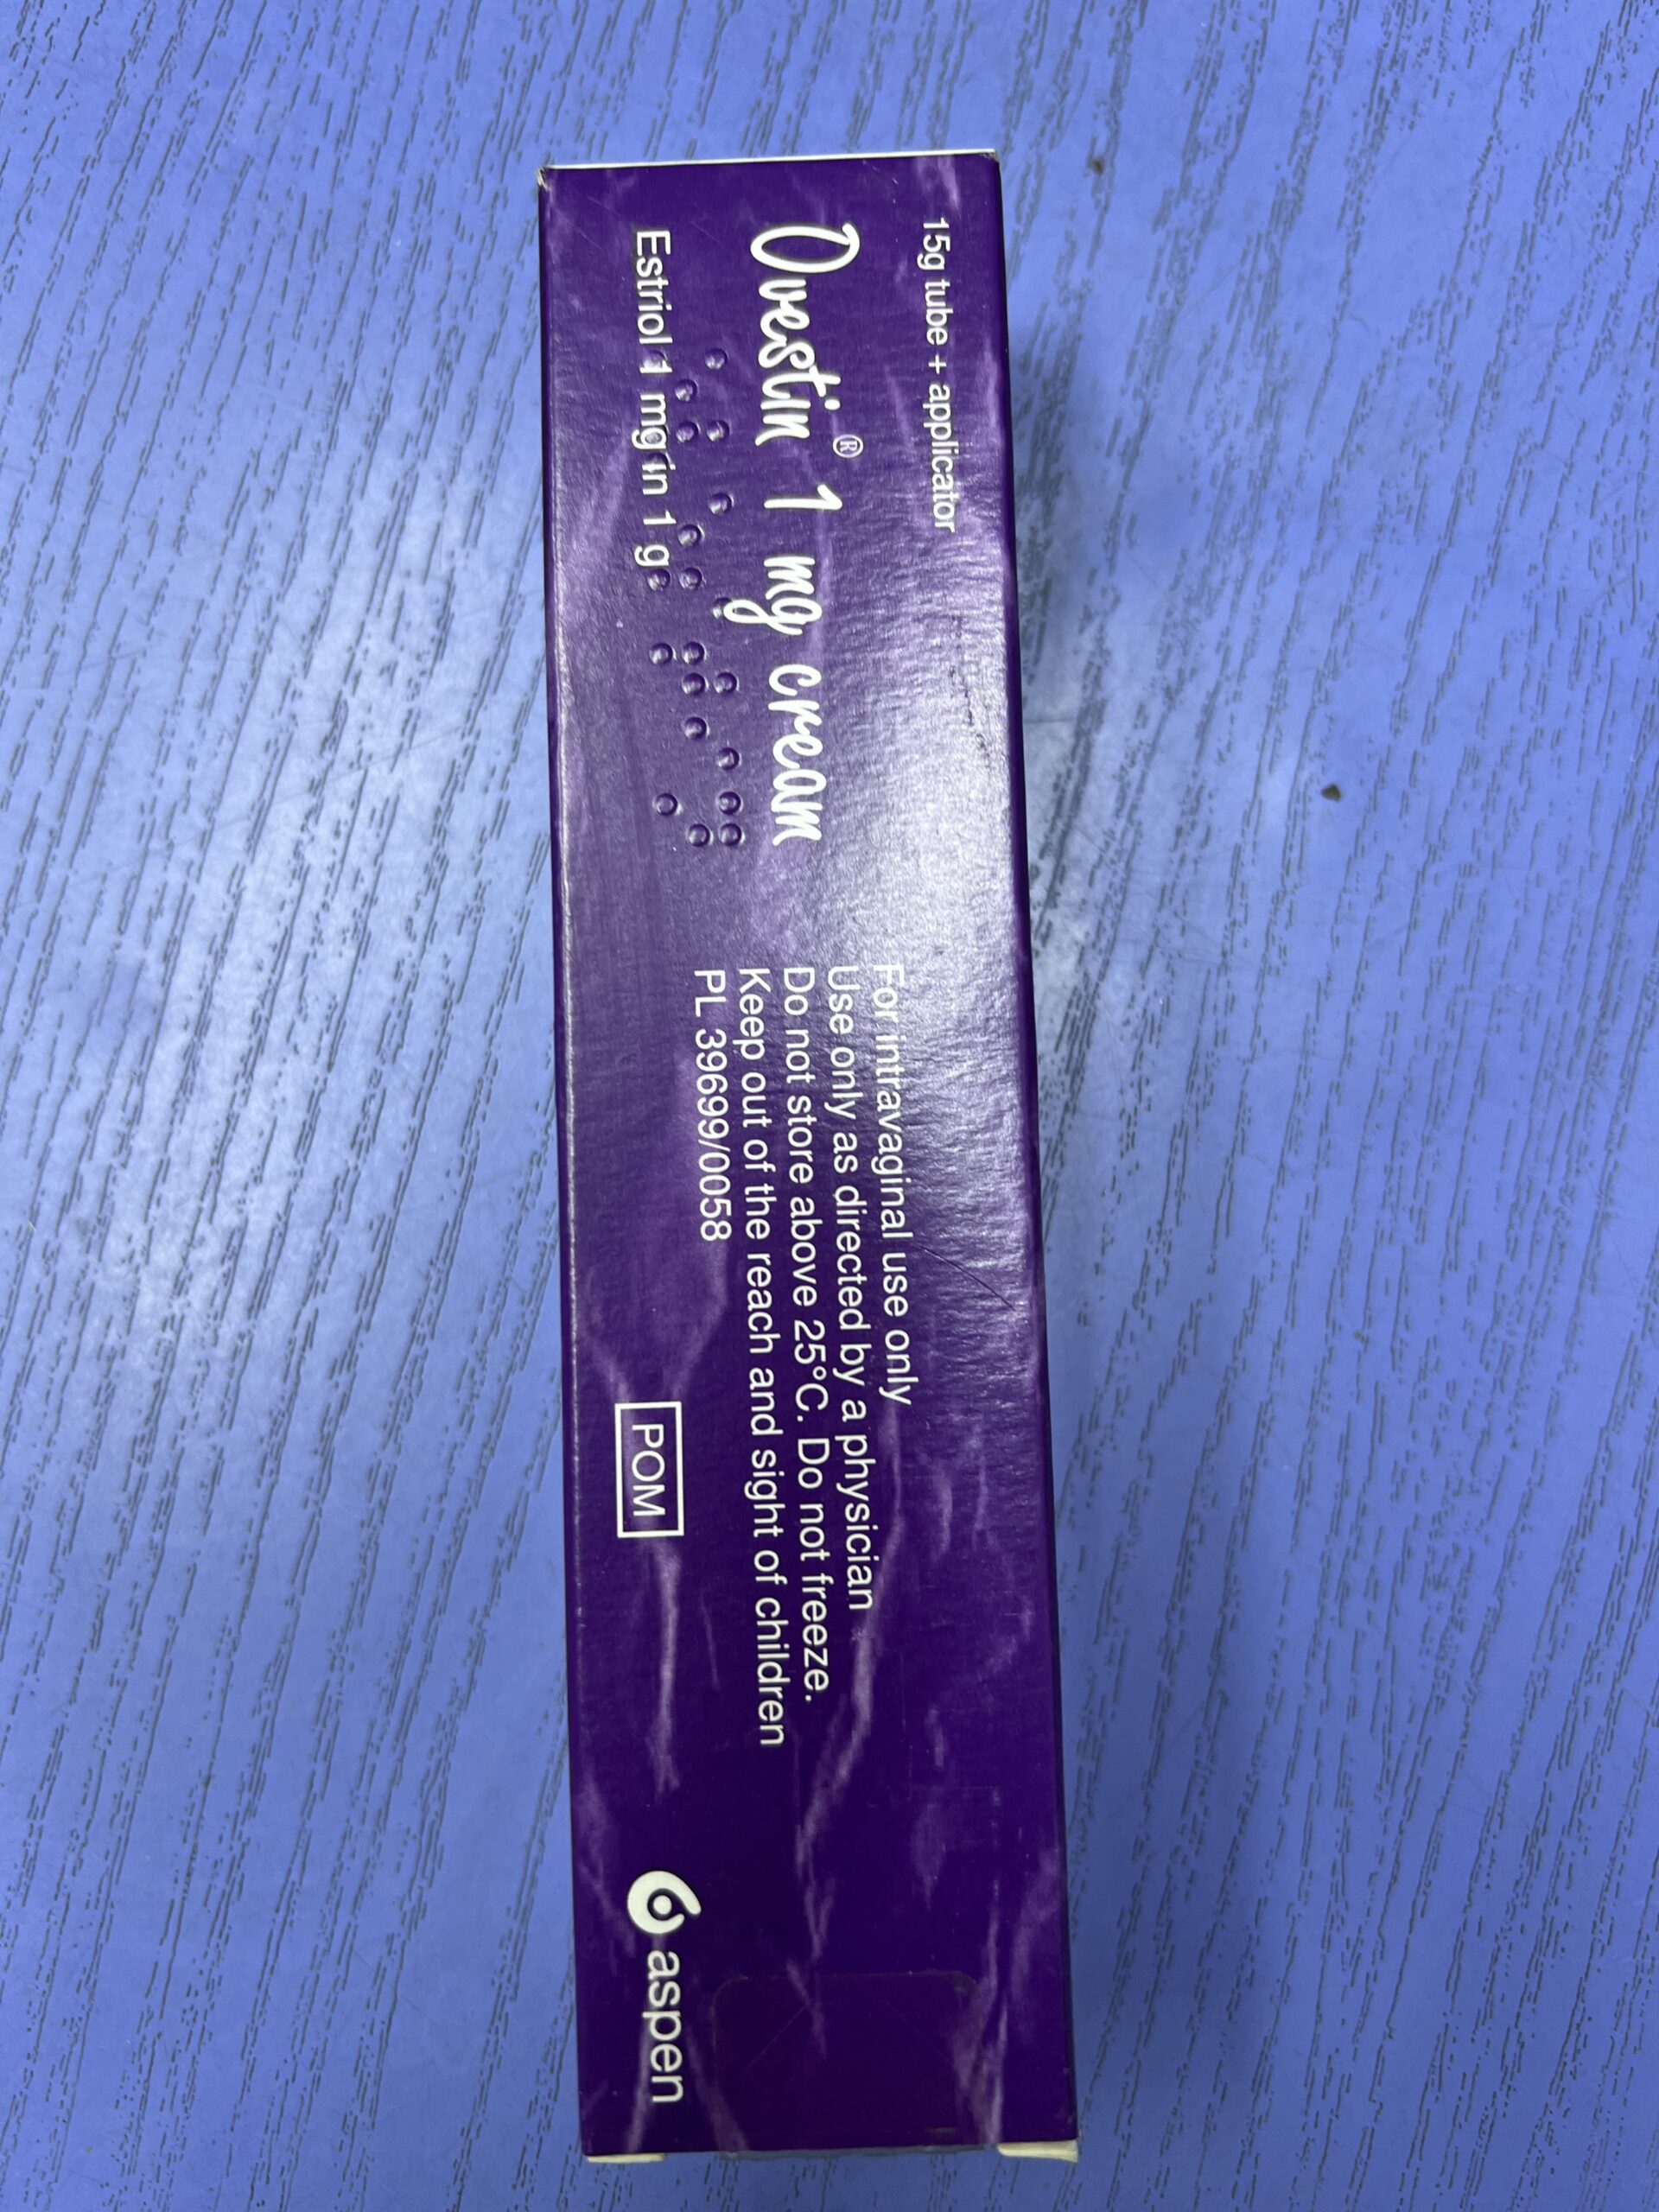 15g tube + applicator
Ovestin® 1 mg cream
Estriol 1 mg in 1 g
For intravaginal use only
Use only as directed by a physician
Do not store above 25°C. Do not freeze.
Keep out of the reach and sight of children
PL 39699/0058
POM
aspen